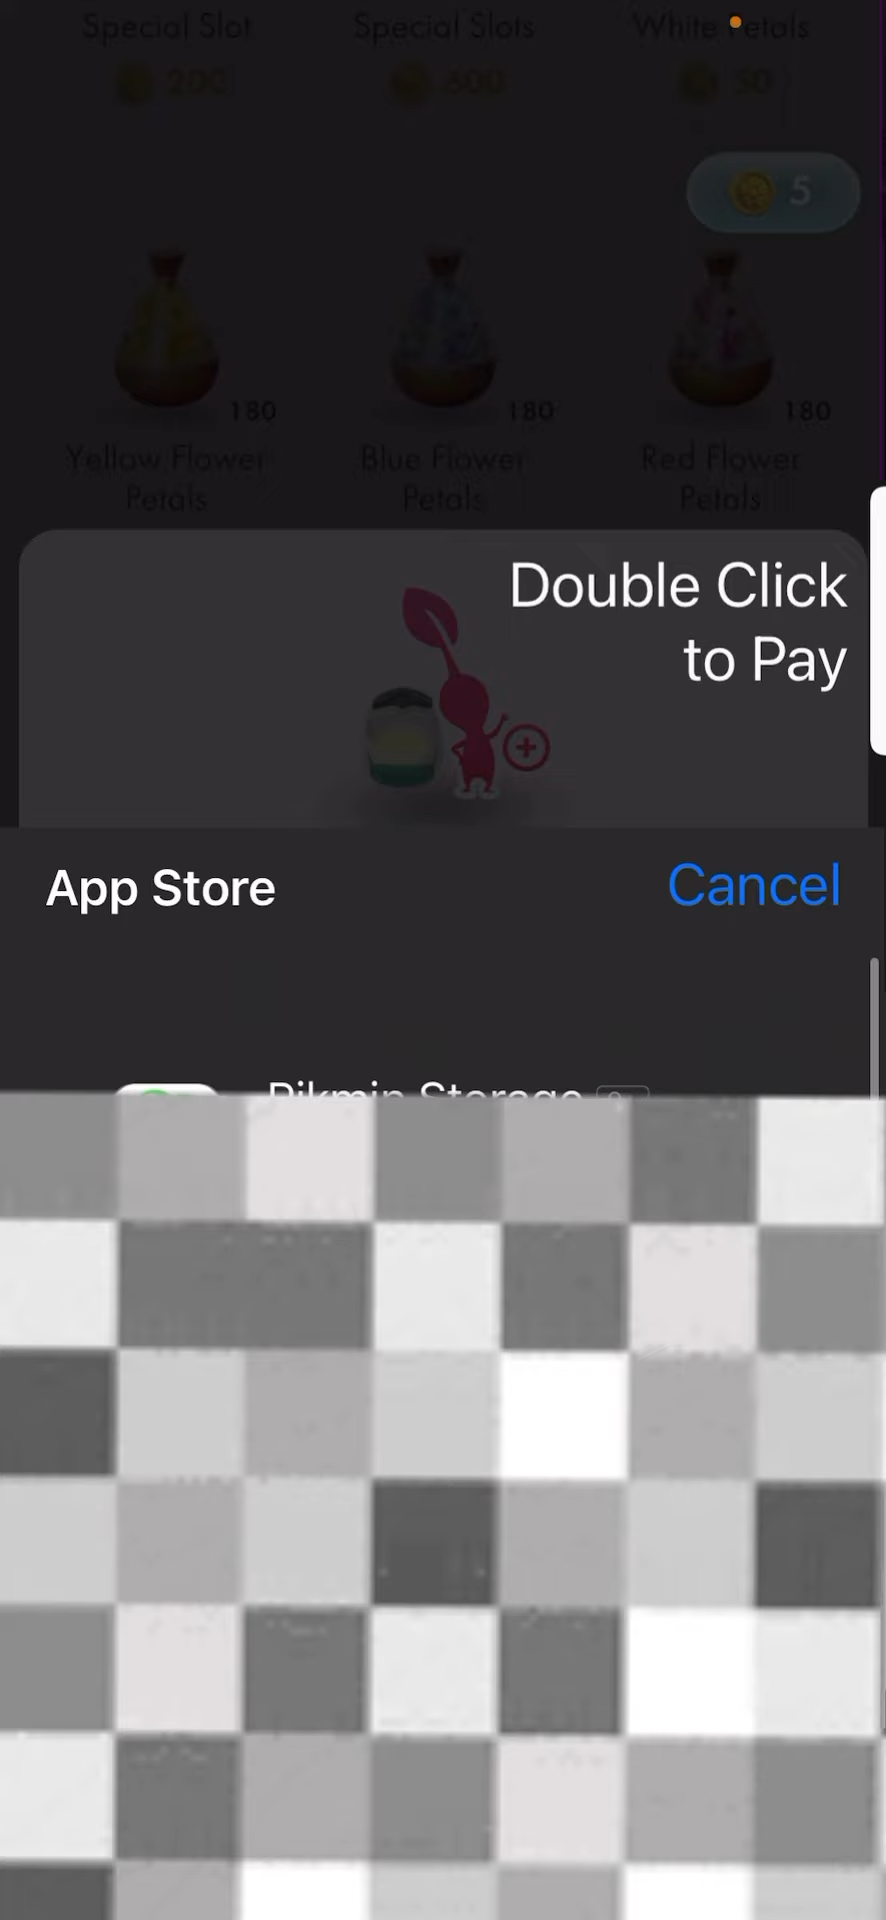 Special Slot Special Slots White Petals
200 600 50
5
180 180 180
Yellow Flower Blue Flower Red Flower
Petals Petals Petals
Double Click
to Pay
App Store Cancel
Pikmin Storage